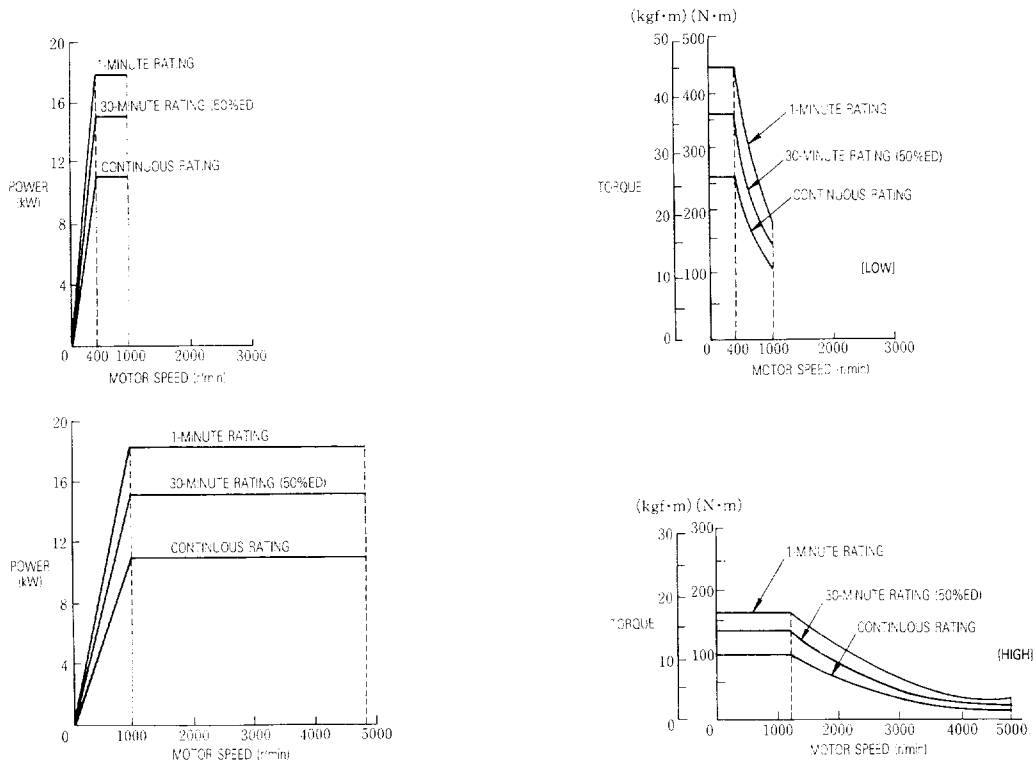 20
16
12
8
4
0
POWER
(kW)
1-MINUTE RATING
30-MINUTE RATING (50%ED
CONTINUOUS RATING
400 1000 2000 3000
MOTOR SPEED (r/min)
(kgf·m) (N·m)
50
40
30
20
10
0
500
400
300
200
100
TORQUE
1-MINUTE RATING
30-MINUTE RATING (50%ED)
CONTINUOUS RATING
[LOW]
0 400 1000 2000 3000
MOTOR SPEED (r/min)
20
16
12
8
4
0
POWER
(kW)
1-MINUTE RATING
30-MINUTE RATING (50%ED)
CONTINUOUS RATING
1000 2000 3000 4000 5000
MOTOR SPEED (r/min)
(kgf·m) (N·m)
30
20
10
0
300
200
100
TORQUE
1-MINUTE RATING
30-MINUTE RATING (50%ED)
CONTINUOUS RATING
[HIGH]
0 1000 2000 3000 4000 5000
MOTOR SPEED (r/min)